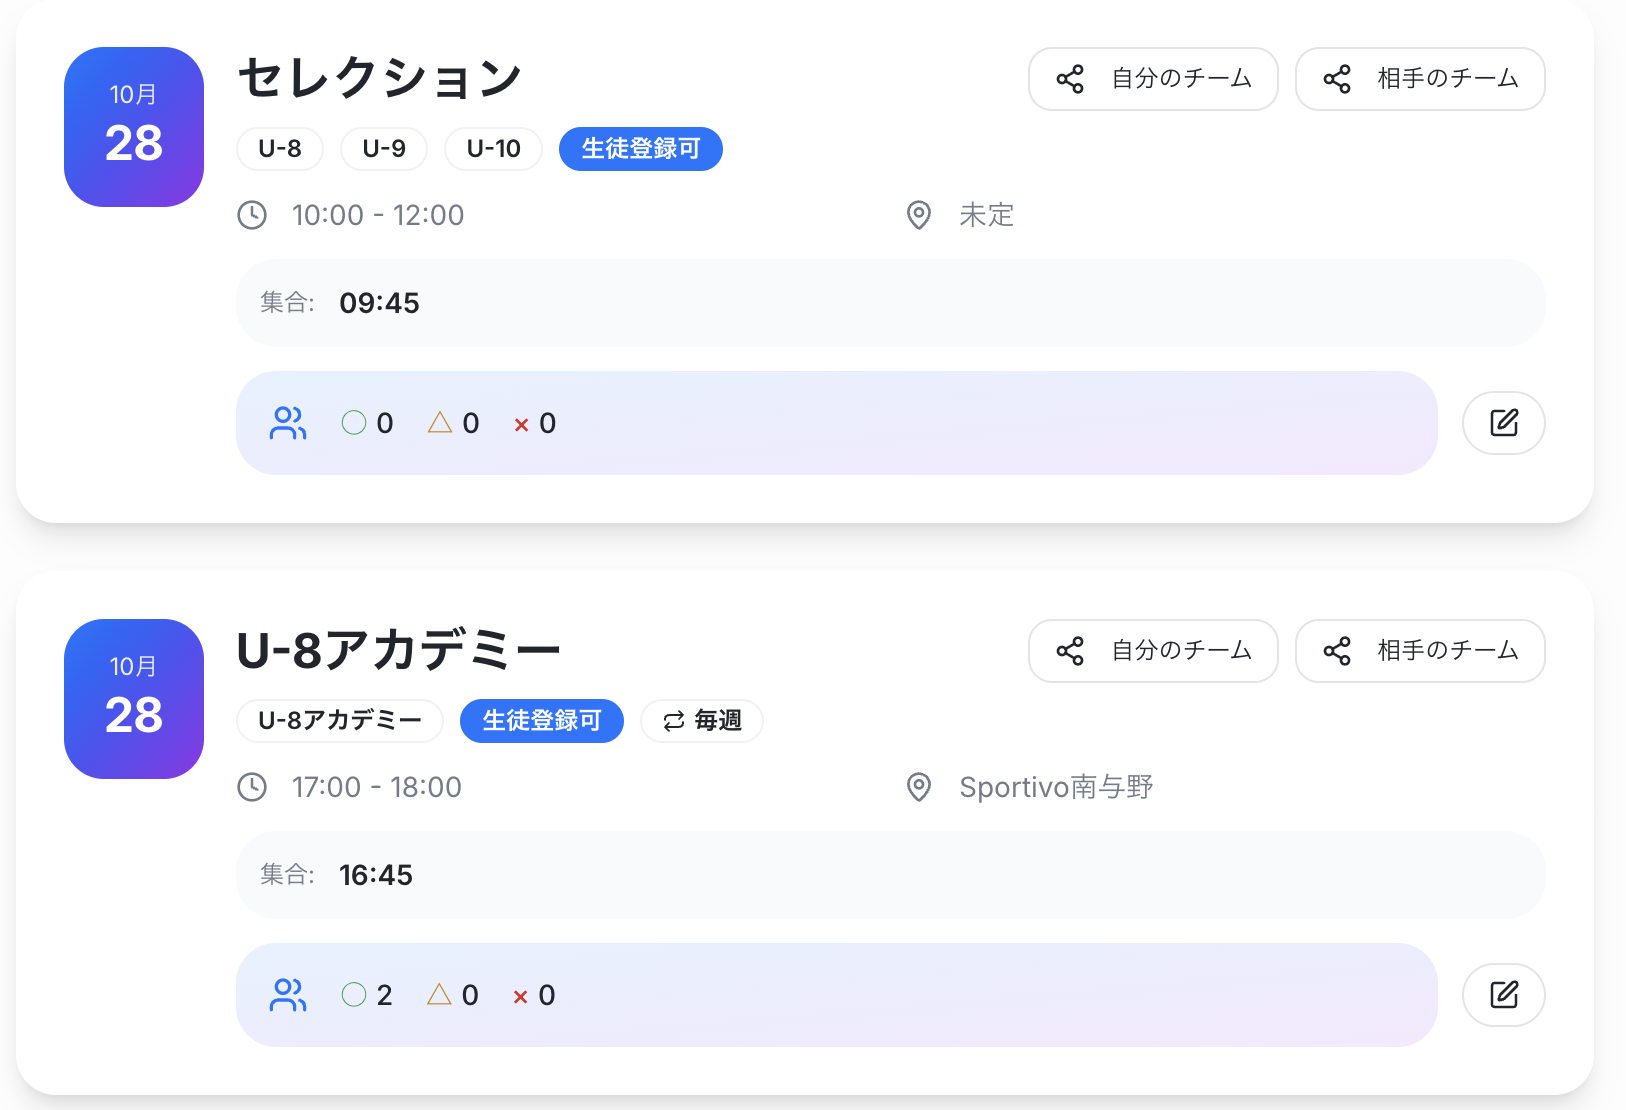 10月
28
セレクション
自分のチーム
相手のチーム
U-8 U-9 U-10 生徒登録可
10:00 - 12:00
未定
集合: 09:45
○ 0 △ 0 × 0
10月
28
U-8アカデミー
自分のチーム
相手のチーム
U-8アカデミー 生徒登録可 毎週
17:00 - 18:00
Sportivo南与野
集合: 16:45
○ 2 △ 0 × 0